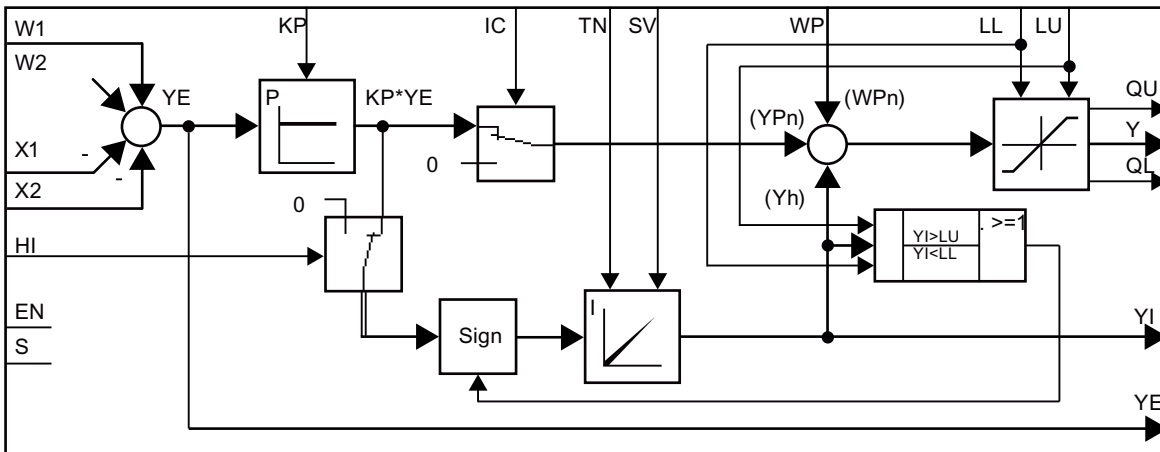 W1 KP IC TN SV WP LL LU
W2
YE P KP*YE (WPn) QU
(YPn) Y
X1 -
0 QL
X2 -
0 (Yh)
HI YI>LU . >=1
YI<LL
EN
I YI
S Sign
YE